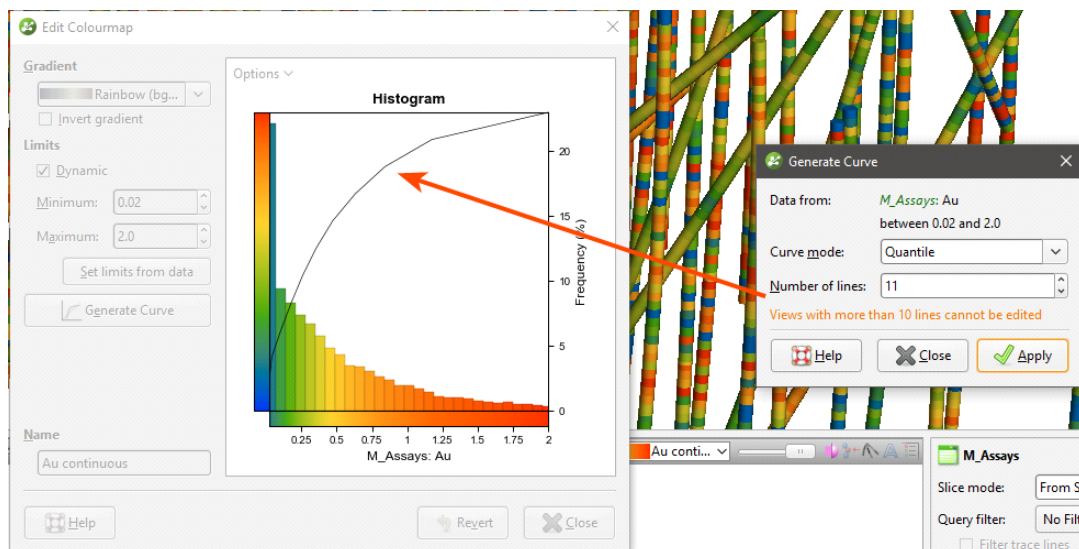 Edit Colourmap
Gradient
Rainbow (bg...
Invert gradient
Limits
Dynamic
Minimum: 0.02
Maximum: 2.0
Set limits from data
Generate Curve
Name
Au continuous
Help
Revert
Close
Options
Histogram
20
15
10
5
0
Frequency (%)
0.25 0.5 0.75 1 1.25 1.5 1.75 2
M_Assays: Au
Generate Curve
Data from: M_Assays: Au
between 0.02 and 2.0
Curve mode: Quantile
Number of lines: 11
Views with more than 10 lines cannot be edited
Help
Close
Apply
Au conti...
M_Assays
Slice mode: From S
Query filter: No Filt
Filter trace lines